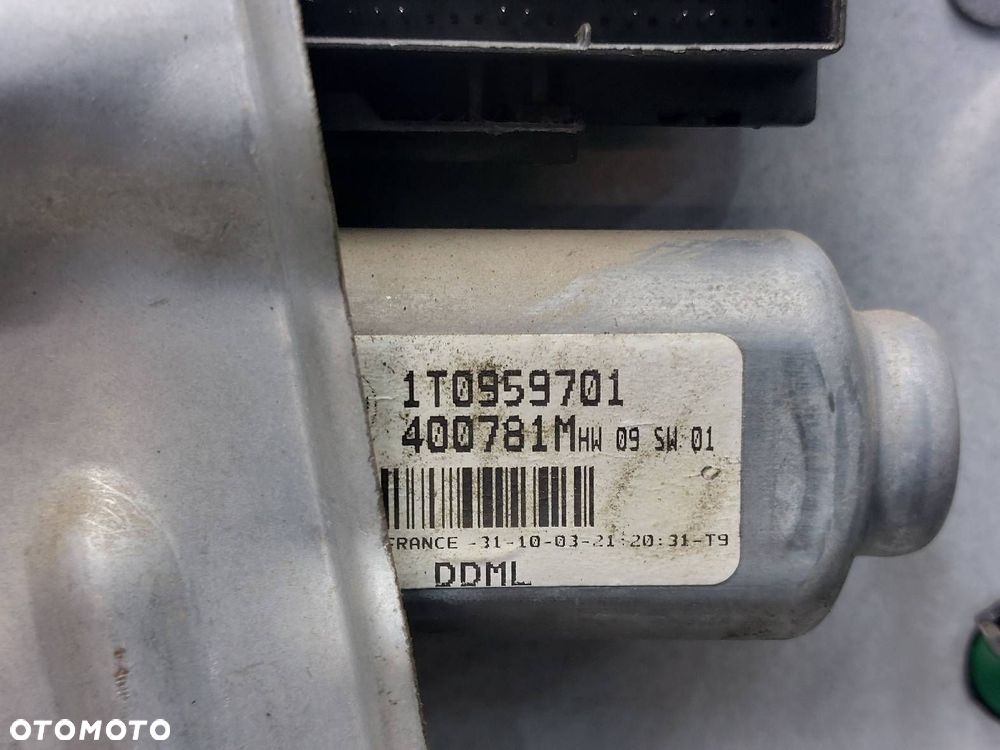 1T0959701
400781M HW 09 SW 01
FRANCE -31-10-03-21:20:31-T9
DDML
OTOMOTO